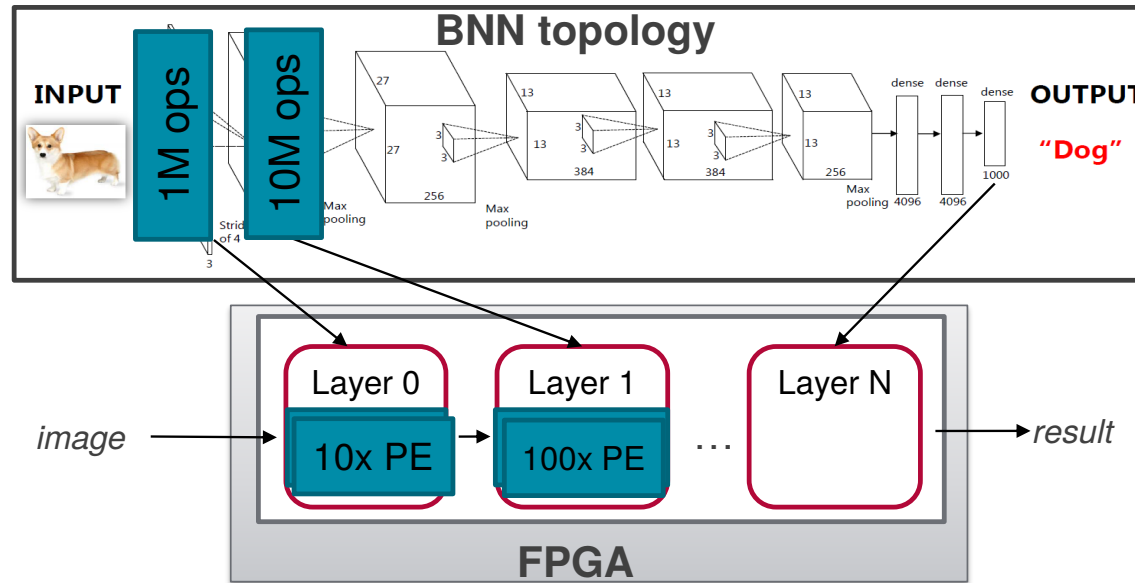 BNN topology
INPUT
1M ops
10M ops
3
Strid
of 4
Max
pooling
27
27
256
3
3
Max
pooling
13
13
384
3
3
13
13
384
3
3
13
13
256
Max
pooling
dense
4096
dense
4096
dense
1000
OUTPUT
“Dog”
Layer 0
10x PE
Layer 1
100x PE
...
Layer N
image
result
FPGA